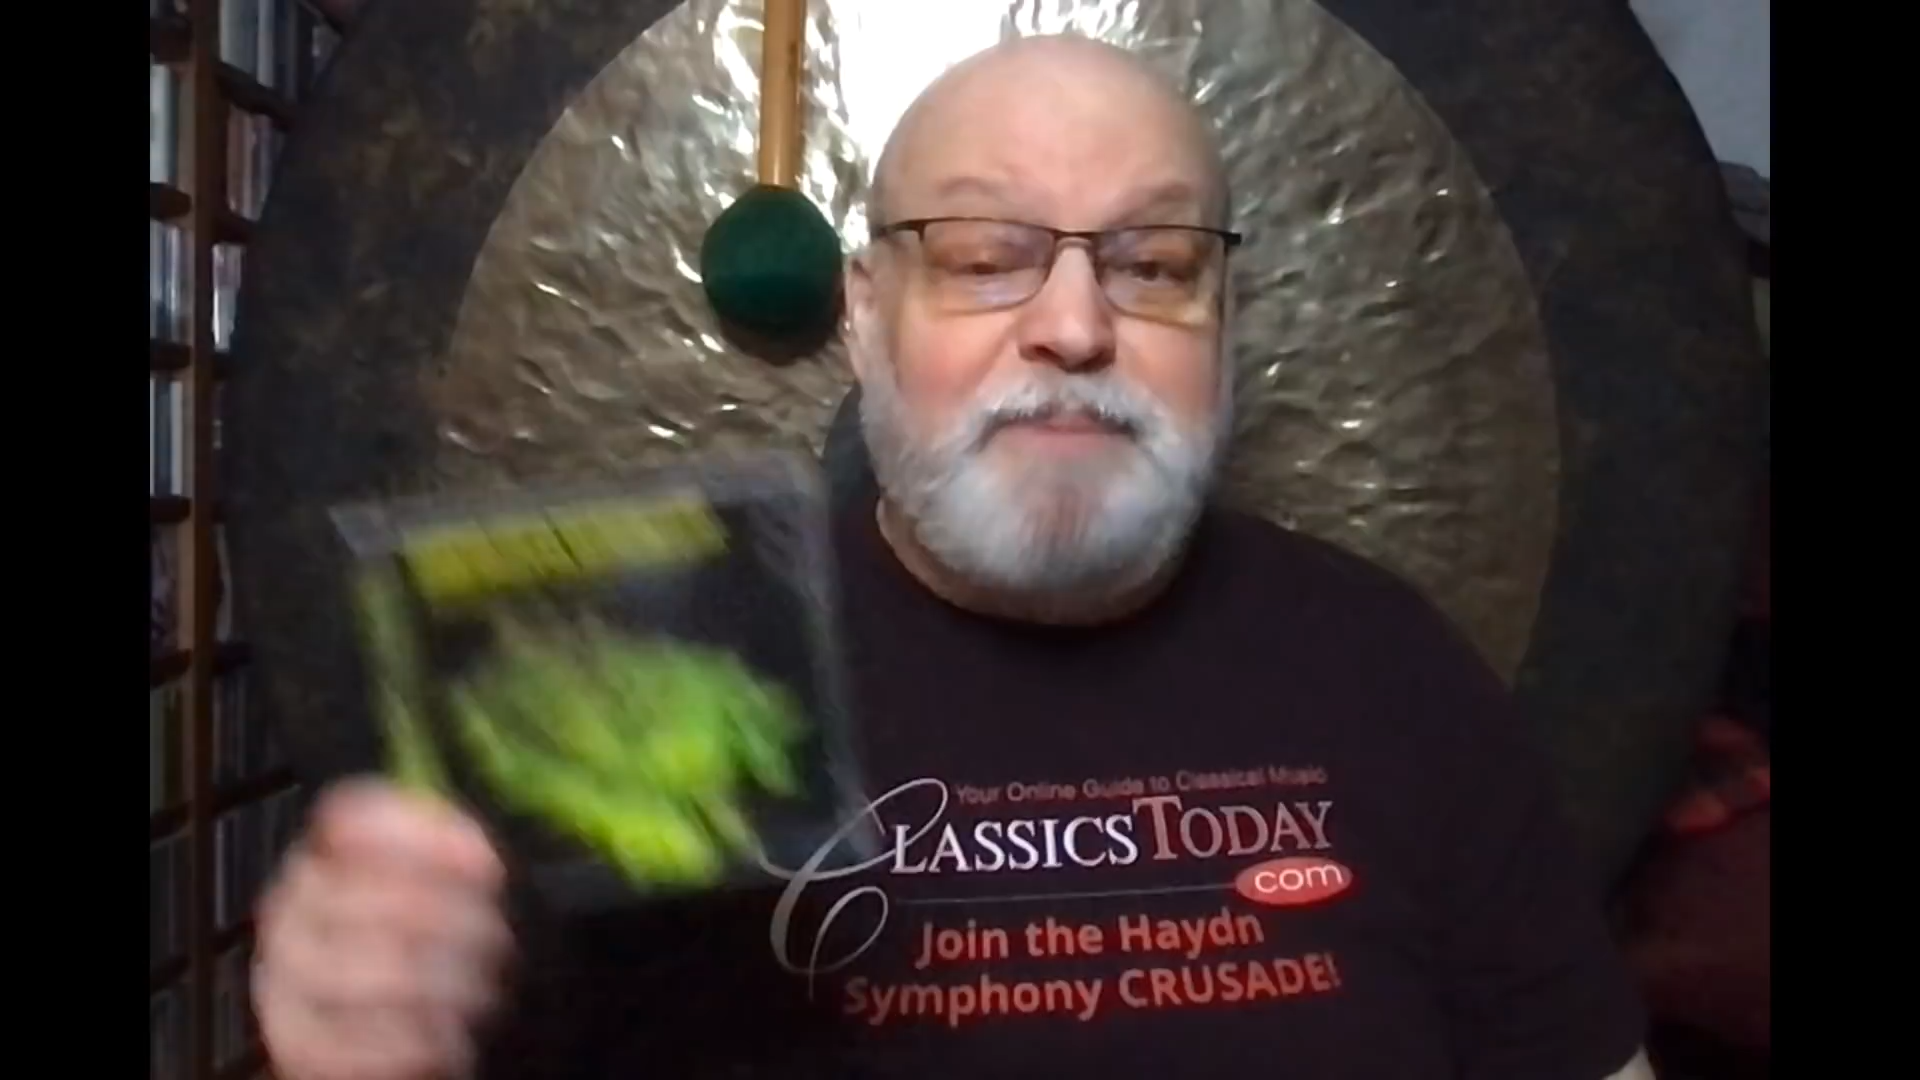 Your Online Guide to Classical Music
CLASSICSTODAY
com
Join the Haydn
Symphony CRUSADE!